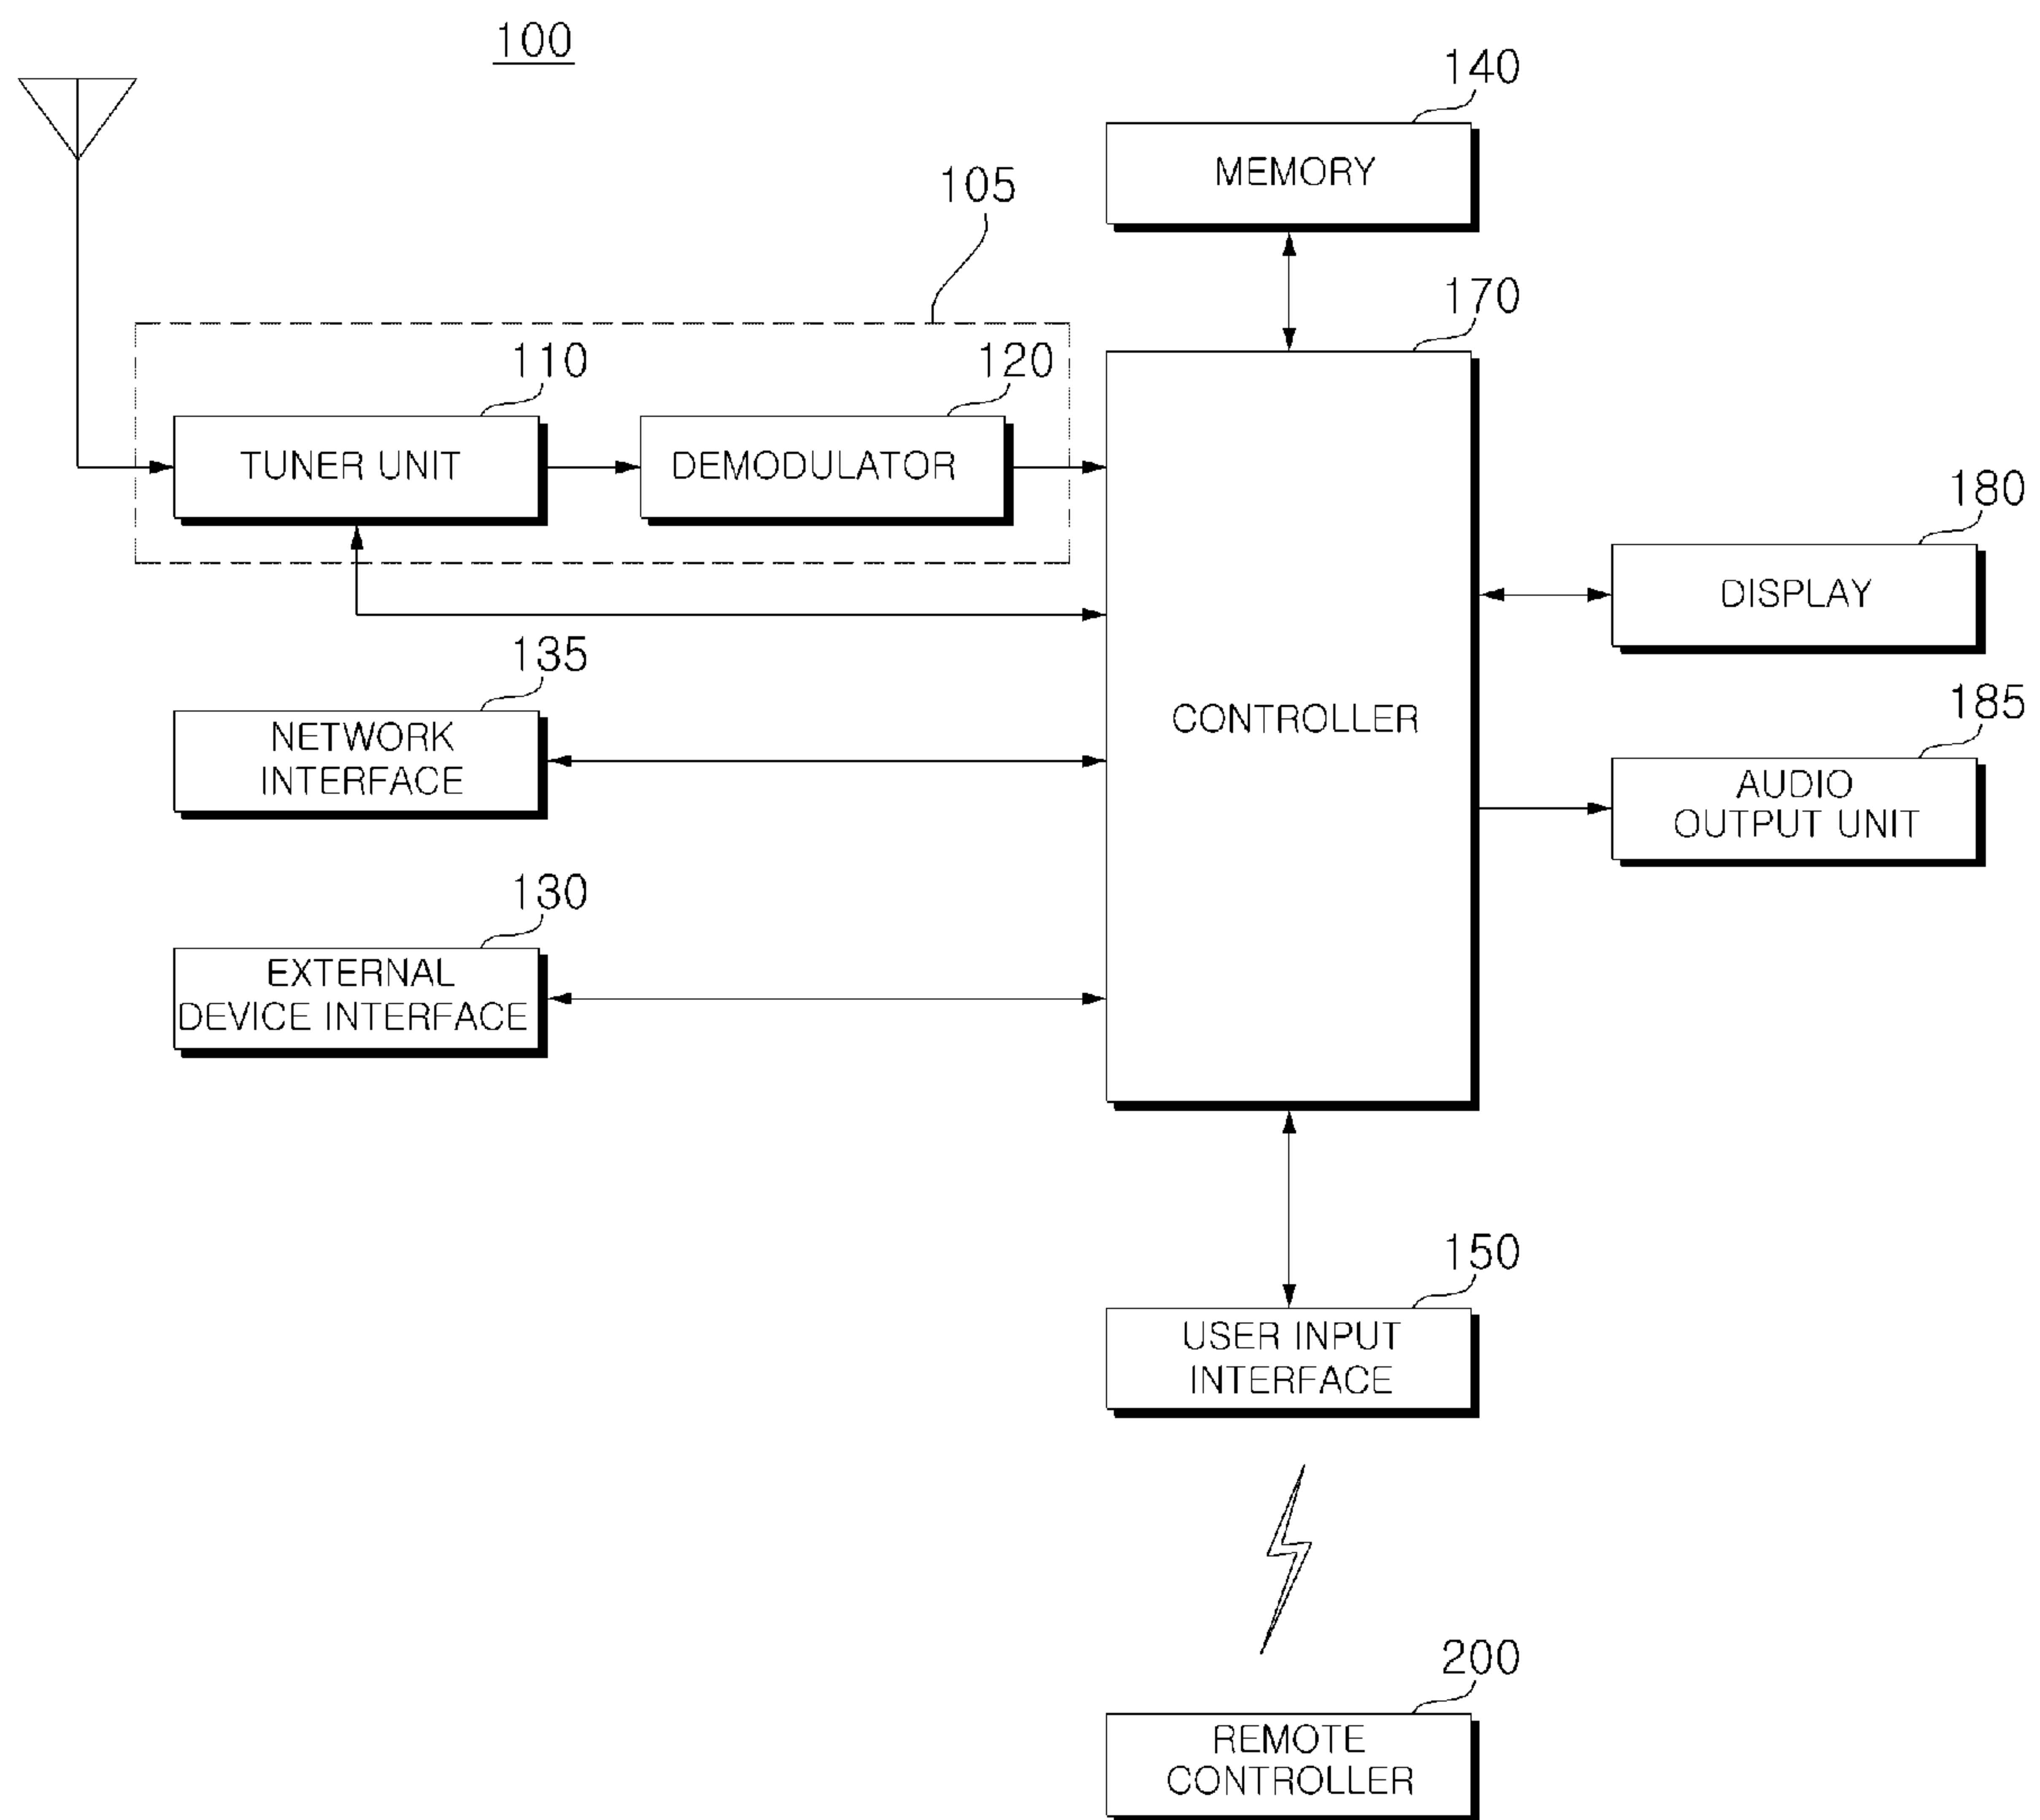 100
140
MEMORY
105
170
110
120
TUNER UNIT
DEMODULATOR
180
DISPLAY
135
NETWORK
INTERFACE
CONTROLLER
185
AUDIO
OUTPUT UNIT
130
EXTERNAL
DEVICE INTERFACE
150
USER INPUT
INTERFACE
200
REMOTE
CONTROLLER